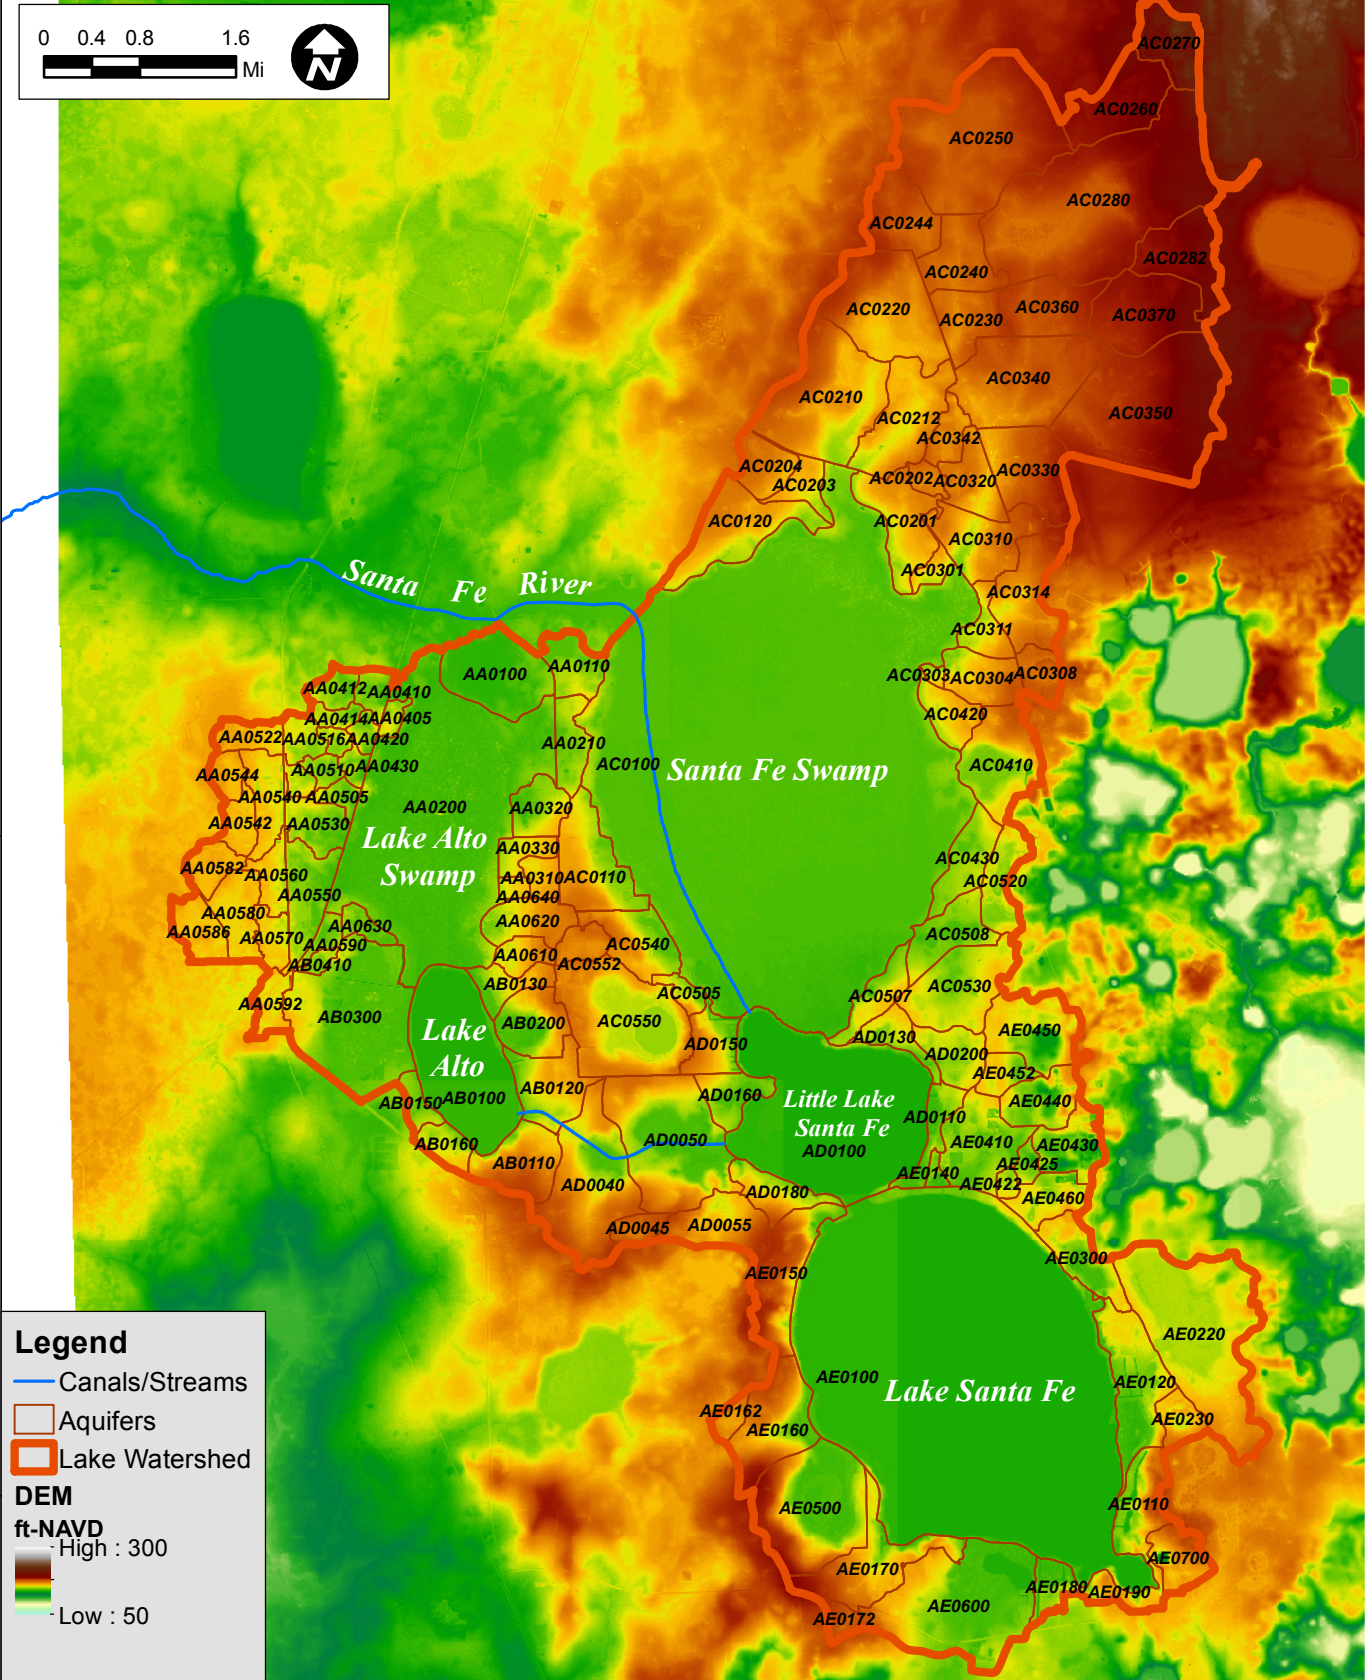 0 0.4 0.8 1.6
Mi
N
AC0270
AC0260
AC0250
AC0280
AC0244
AC0282
AC0240
AC0220
AC0360
AC0230
AC0370
AC0340
AC0210
AC0350
AC0212
AC0342
AC0204
AC0330
AC0203
AC0202
AC0320
AC0120
AC0201
AC0310
AC0301
AC0314
Santa Fe River
AC0311
AA0110
AA0100
AC0303
AC0304
AC0308
AA0412
AA0410
AA0414
AA0405
AC0420
AA0522
AA0516
AA0420
AA0210
AC0100
Santa Fe Swamp
AC0410
AA0544
AA0510
AA0430
AA0540
AA0505
AA0200
AA0320
AA0542
AA0530
Lake Alto
Swamp
AA0330
AC0430
AA0582
AA0560
AA0310
AC0110
AC0520
AA0550
AA0640
AA0580
AA0630
AA0620
AA0586
AA0570
AA0590
AC0540
AC0508
AB0410
AA0610
AC0552
AB0130
AC0505
AC0507
AC0530
AA0592
AB0300
AB0200
AC0550
Lake
Alto
AD0150
AD0130
AE0450
AD0200
AE0452
AB0120
AB0150
AB0100
AD0160
Little Lake
Santa Fe
AD0110
AE0440
AB0160
AD0050
AD0100
AE0410
AE0430
AB0110
AE0425
AE0140
AE0422
AD0040
AD0180
AE0460
AD0045
AD0055
AE0300
AE0150
AE0220
AE0100
Lake Santa Fe
AE0120
AE0162
AE0160
AE0230
AE0500
AE0110
AE0170
AE0700
AE0180
AE0190
AE0600
AE0172
Legend
Canals/Streams
Aquifers
Lake Watershed
DEM
ft-NAVD
High : 300
Low : 50